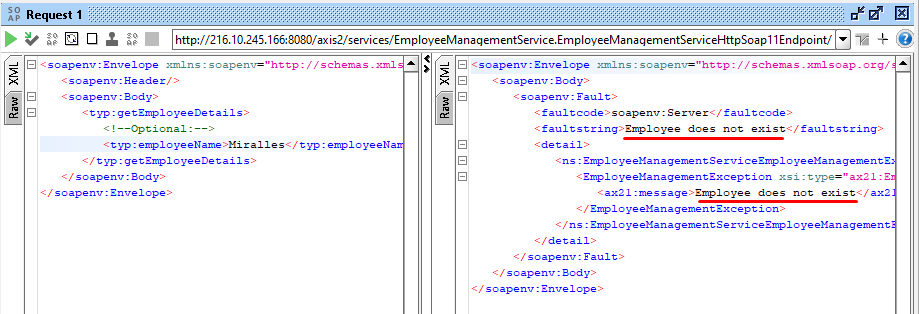 SO AP Request 1
http://216.10.245.166:8080/axis2/services/EmployeeManagementService.EmployeeManagementServiceHttpSoap11Endpoint/
XML
Raw
<soapenv:Envelope xmlns:soapenv="http://schemas.xmls
<soapenv:Header/>
<soapenv:Body>
<typ:getEmployeeDetails>
<!--Optional:-->
<typ:employeeName>Miralles</typ:employeeNam
</typ:getEmployeeDetails>
</soapenv:Body>
</soapenv:Envelope>
XML
Raw
<soapenv:Envelope xmlns:soapenv="http://schemas.xmlsoap.org/s
<soapenv:Body>
<soapenv:Fault>
<faultcode>soapenv:Server</faultcode>
<faultstring>Employee does not exist</faultstring>
<detail>
<ns:EmployeeManagementServiceEmployeeManagementEx
<EmployeeManagementException xsi:type="ax21:Em
<ax21:message>Employee does not exist</ax21
</EmployeeManagementException>
</ns:EmployeeManagementServiceEmployeeManagementE
</detail>
</soapenv:Fault>
</soapenv:Body>
</soapenv:Envelope>